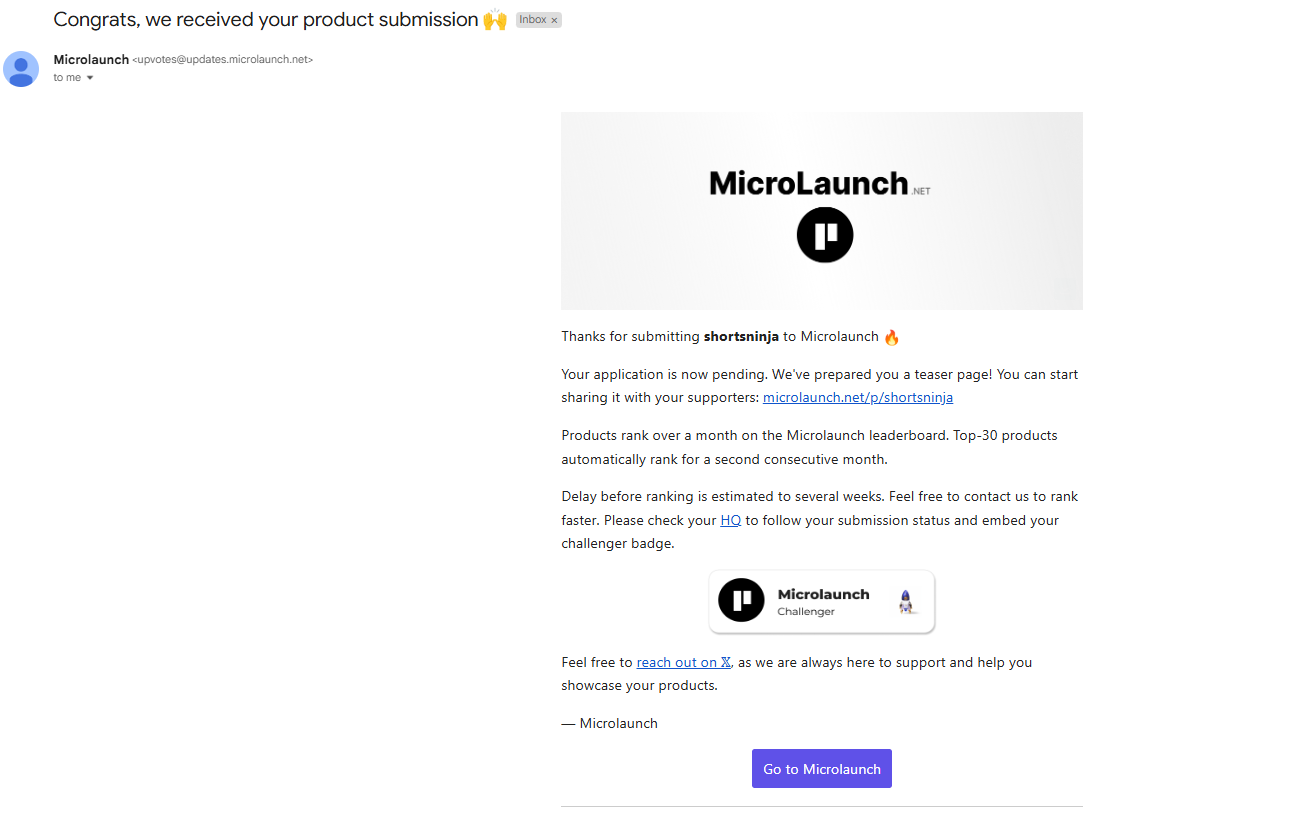 Congrats, we received your product submission 🙌 Inbox ×
Microlaunch <upvotes@updates.microlaunch.net>
to me
MicroLaunch.NET
Thanks for submitting shortsninja to Microlaunch 🔥
Your application is now pending. We've prepared you a teaser page! You can start
sharing it with your supporters: microlaunch.net/p/shortsninja
Products rank over a month on the Microlaunch leaderboard. Top-30 products
automatically rank for a second consecutive month.
Delay before ranking is estimated to several weeks. Feel free to contact us to rank
faster. Please check your HQ to follow your submission status and embed your
challenger badge.
Microlaunch
Challenger
Feel free to reach out on 𝕏, as we are always here to support and help you
showcase your products.
— Microlaunch
Go to Microlaunch